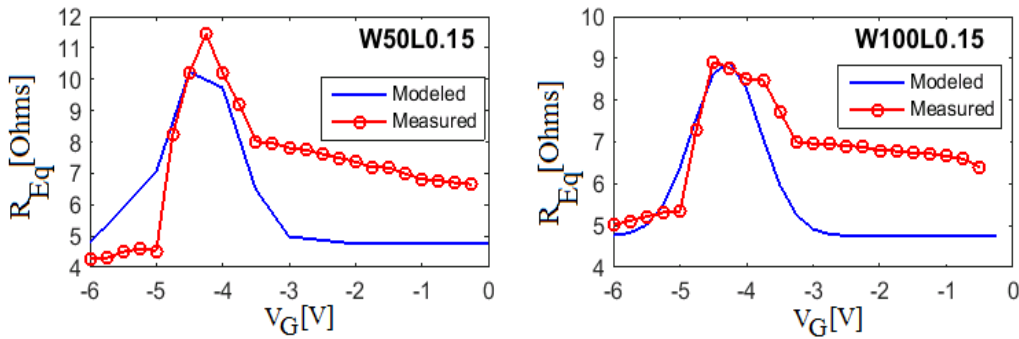 W50L0.15
R_Eq[Ohms]
12
11
10
9
8
7
6
5
4
Modeled
Measured
-6 -5 -4 -3 -2 -1 0
V_G[V]
W100L0.15
R_Eq[Ohms]
10
9
8
7
6
5
4
Modeled
Measured
-6 -5 -4 -3 -2 -1 0
V_G[V]